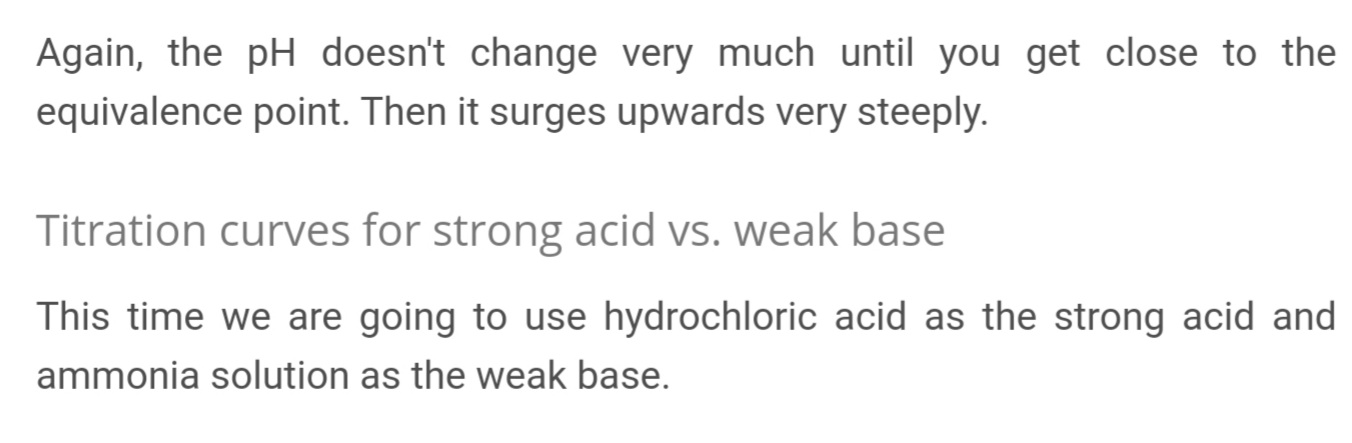 Again, the pH doesn't change very much until you get close to the
equivalence point. Then it surges upwards very steeply.
Titration curves for strong acid vs. weak base
This time we are going to use hydrochloric acid as the strong acid and
ammonia solution as the weak base.